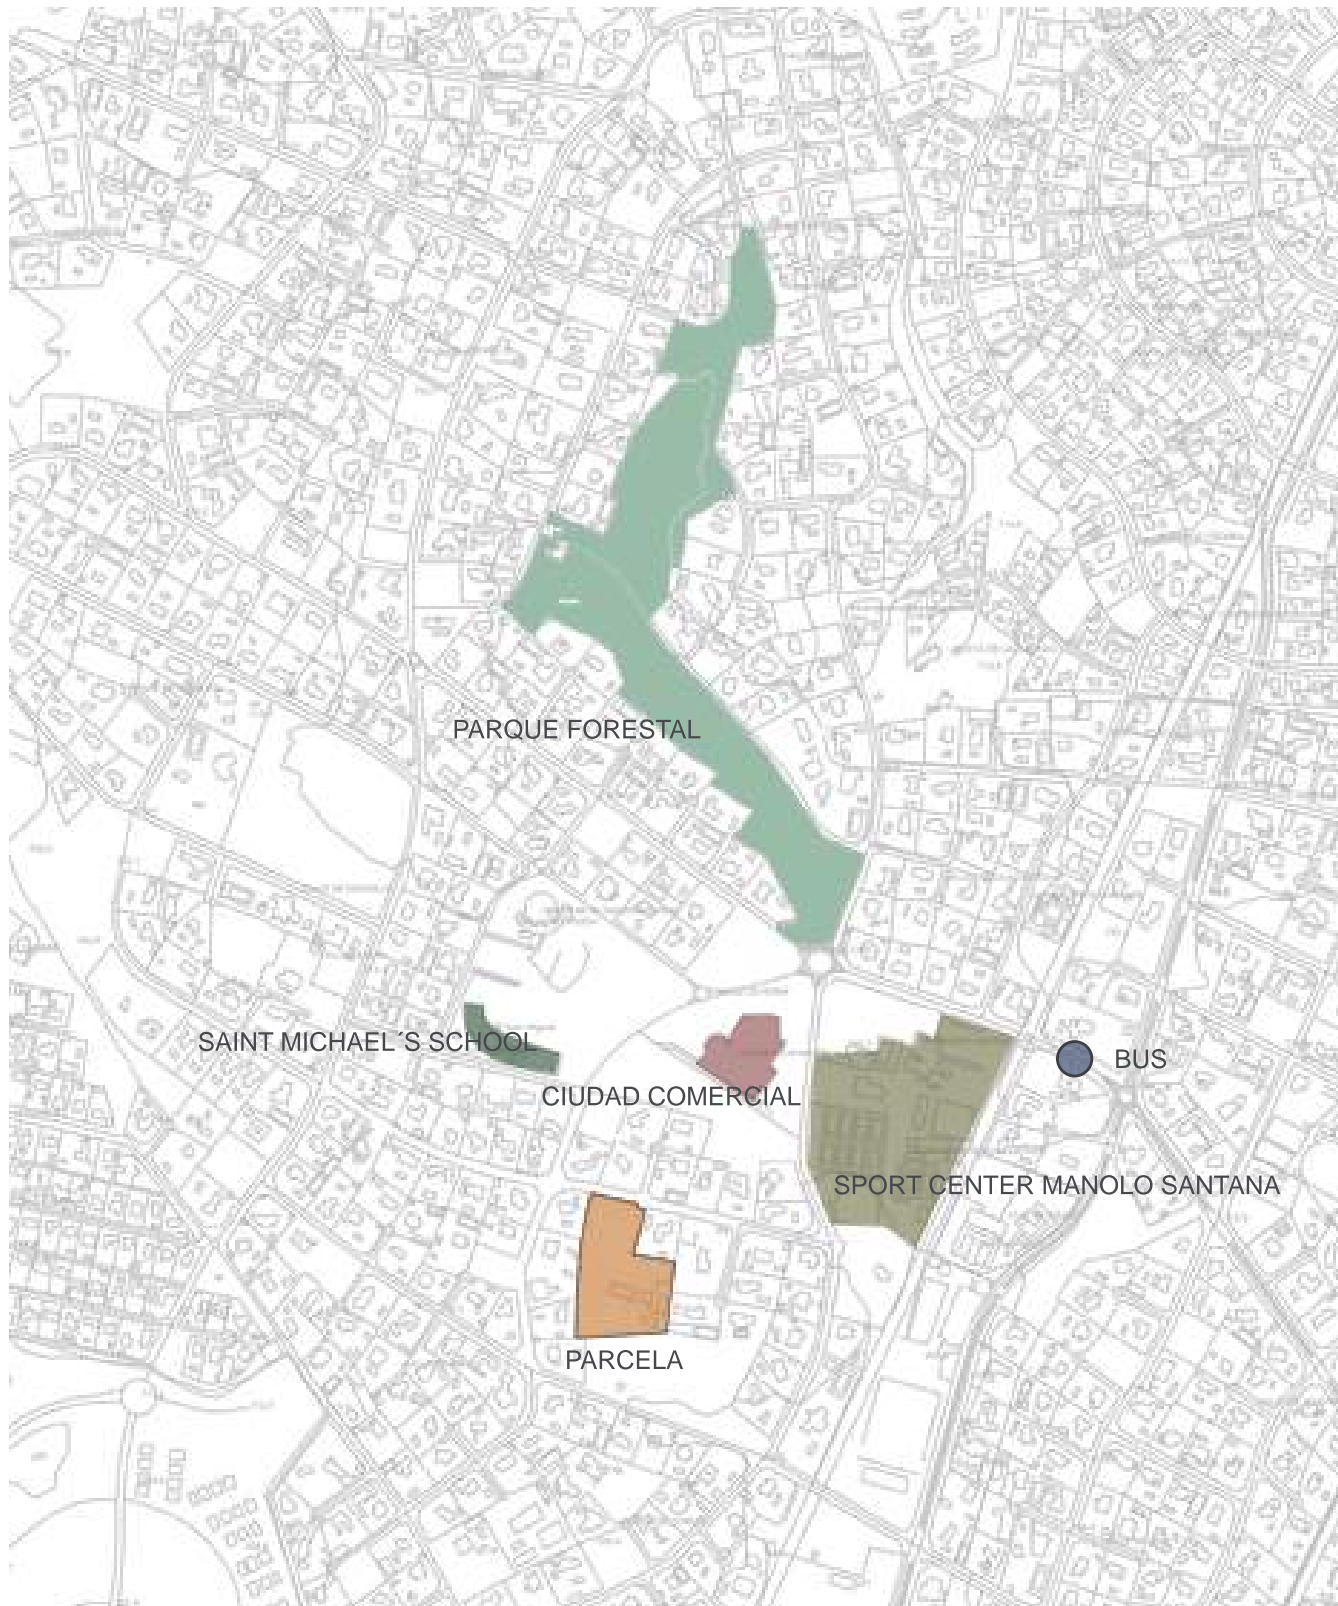 PARQUE FORESTAL
SAINT MICHAEL´S SCHOOL
BUS
CIUDAD COMERCIAL
SPORT CENTER MANOLO SANTANA
PARCELA